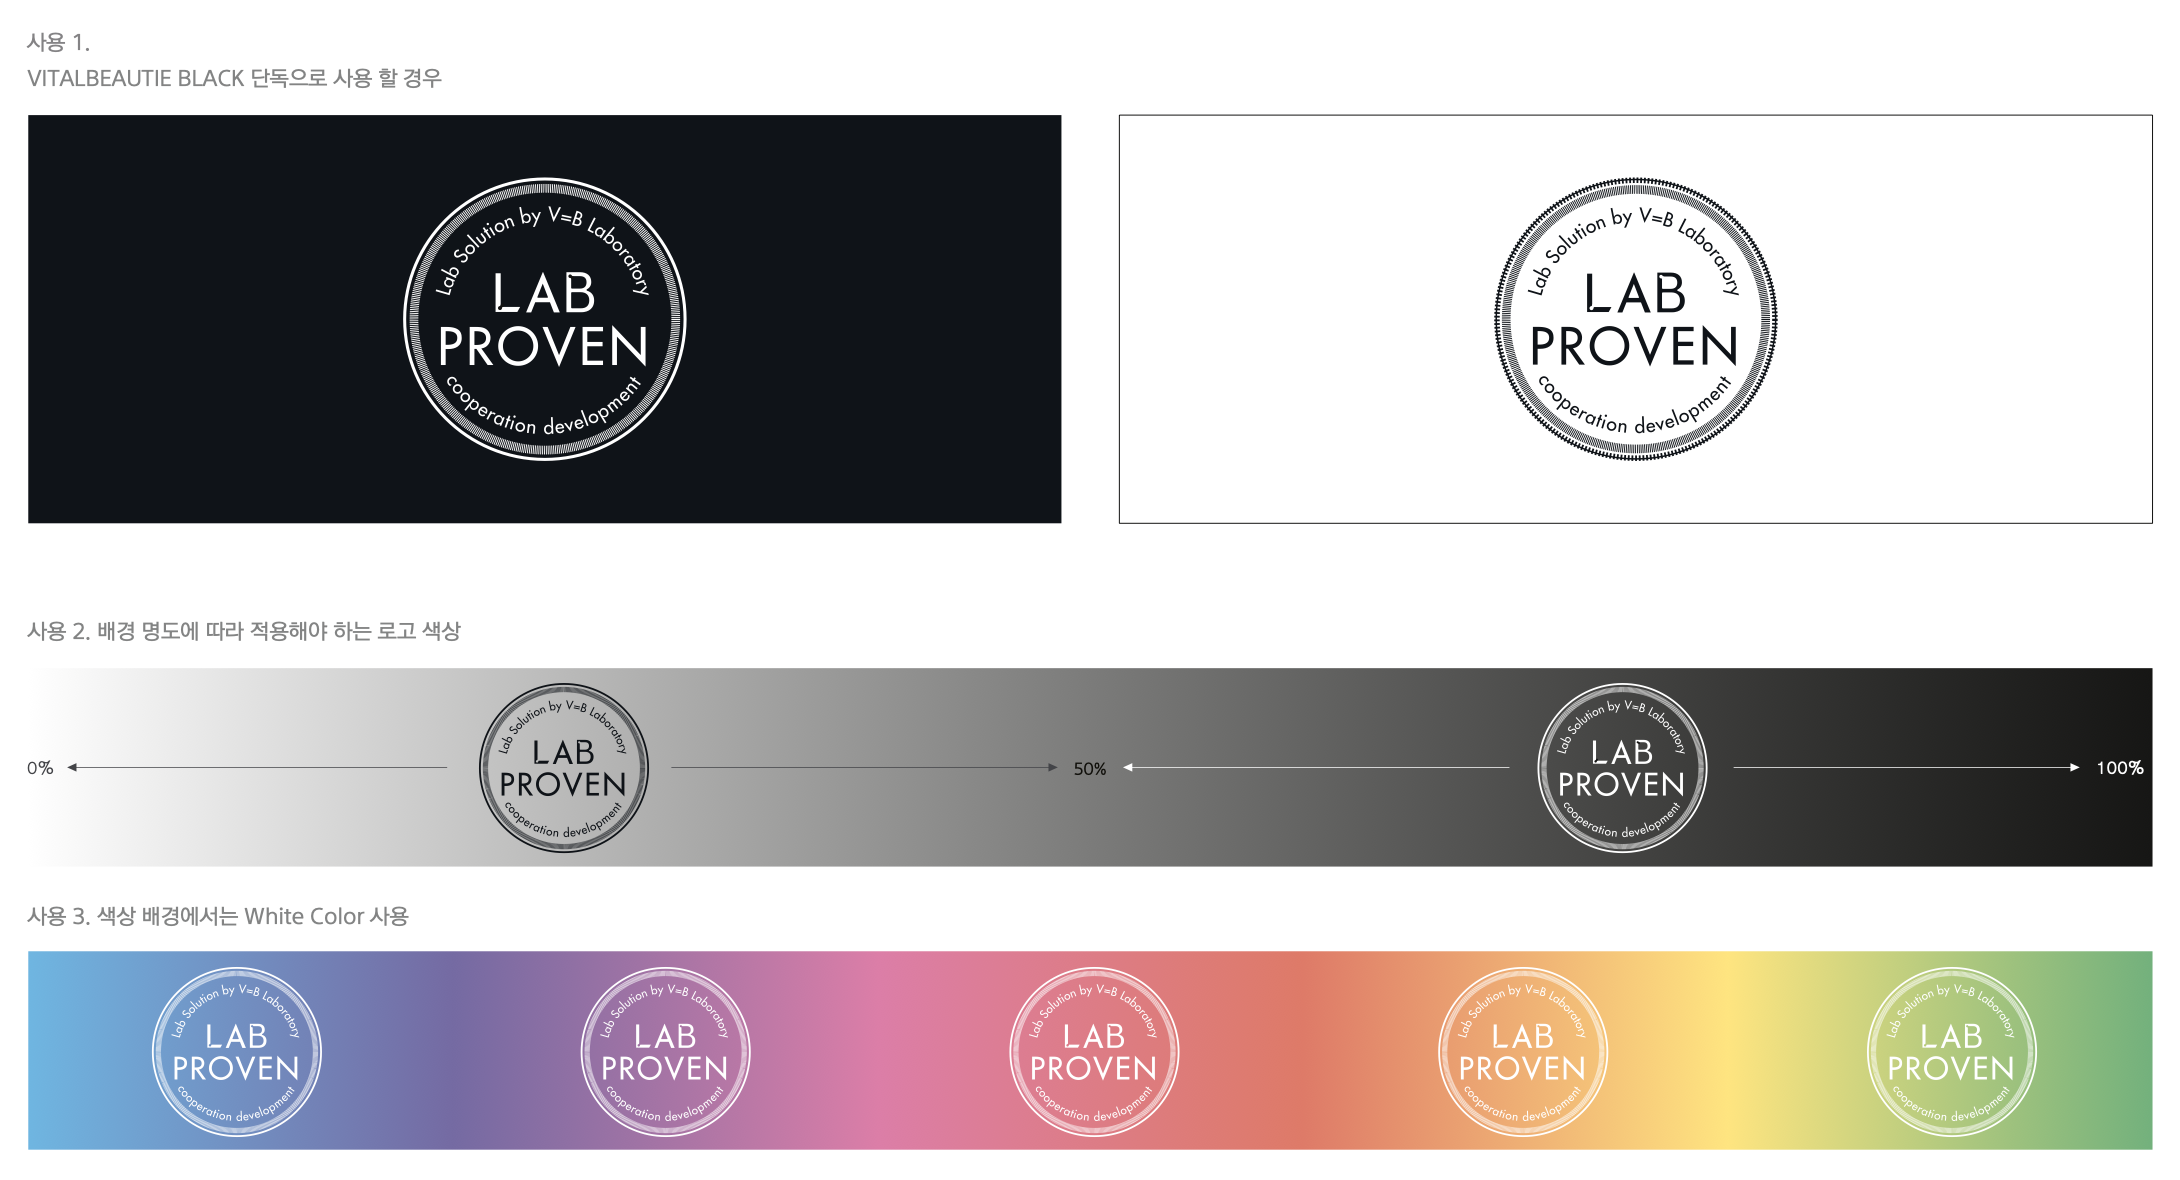 사용 1.
VITALBEAUTIE BLACK 단독으로 사용 할 경우
Lab Solution by V=B Laboratory
LAB
PROVEN
cooperation development
Lab Solution by V=B Laboratory
LAB
PROVEN
cooperation development
사용 2. 배경 명도에 따라 적용해야 하는 로고 색상
0%
Lab Solution by V=B Laboratory
LAB
PROVEN
cooperation development
50%
Lab Solution by V=B Laboratory
LAB
PROVEN
cooperation development
100%
사용 3. 색상 배경에서는 White Color 사용
Lab Solution by V=B Laboratory
LAB
PROVEN
cooperation development
Lab Solution by V=B Laboratory
LAB
PROVEN
cooperation development
Lab Solution by V=B Laboratory
LAB
PROVEN
cooperation development
Lab Solution by V=B Laboratory
LAB
PROVEN
cooperation development
Lab Solution by V=B Laboratory
LAB
PROVEN
cooperation development